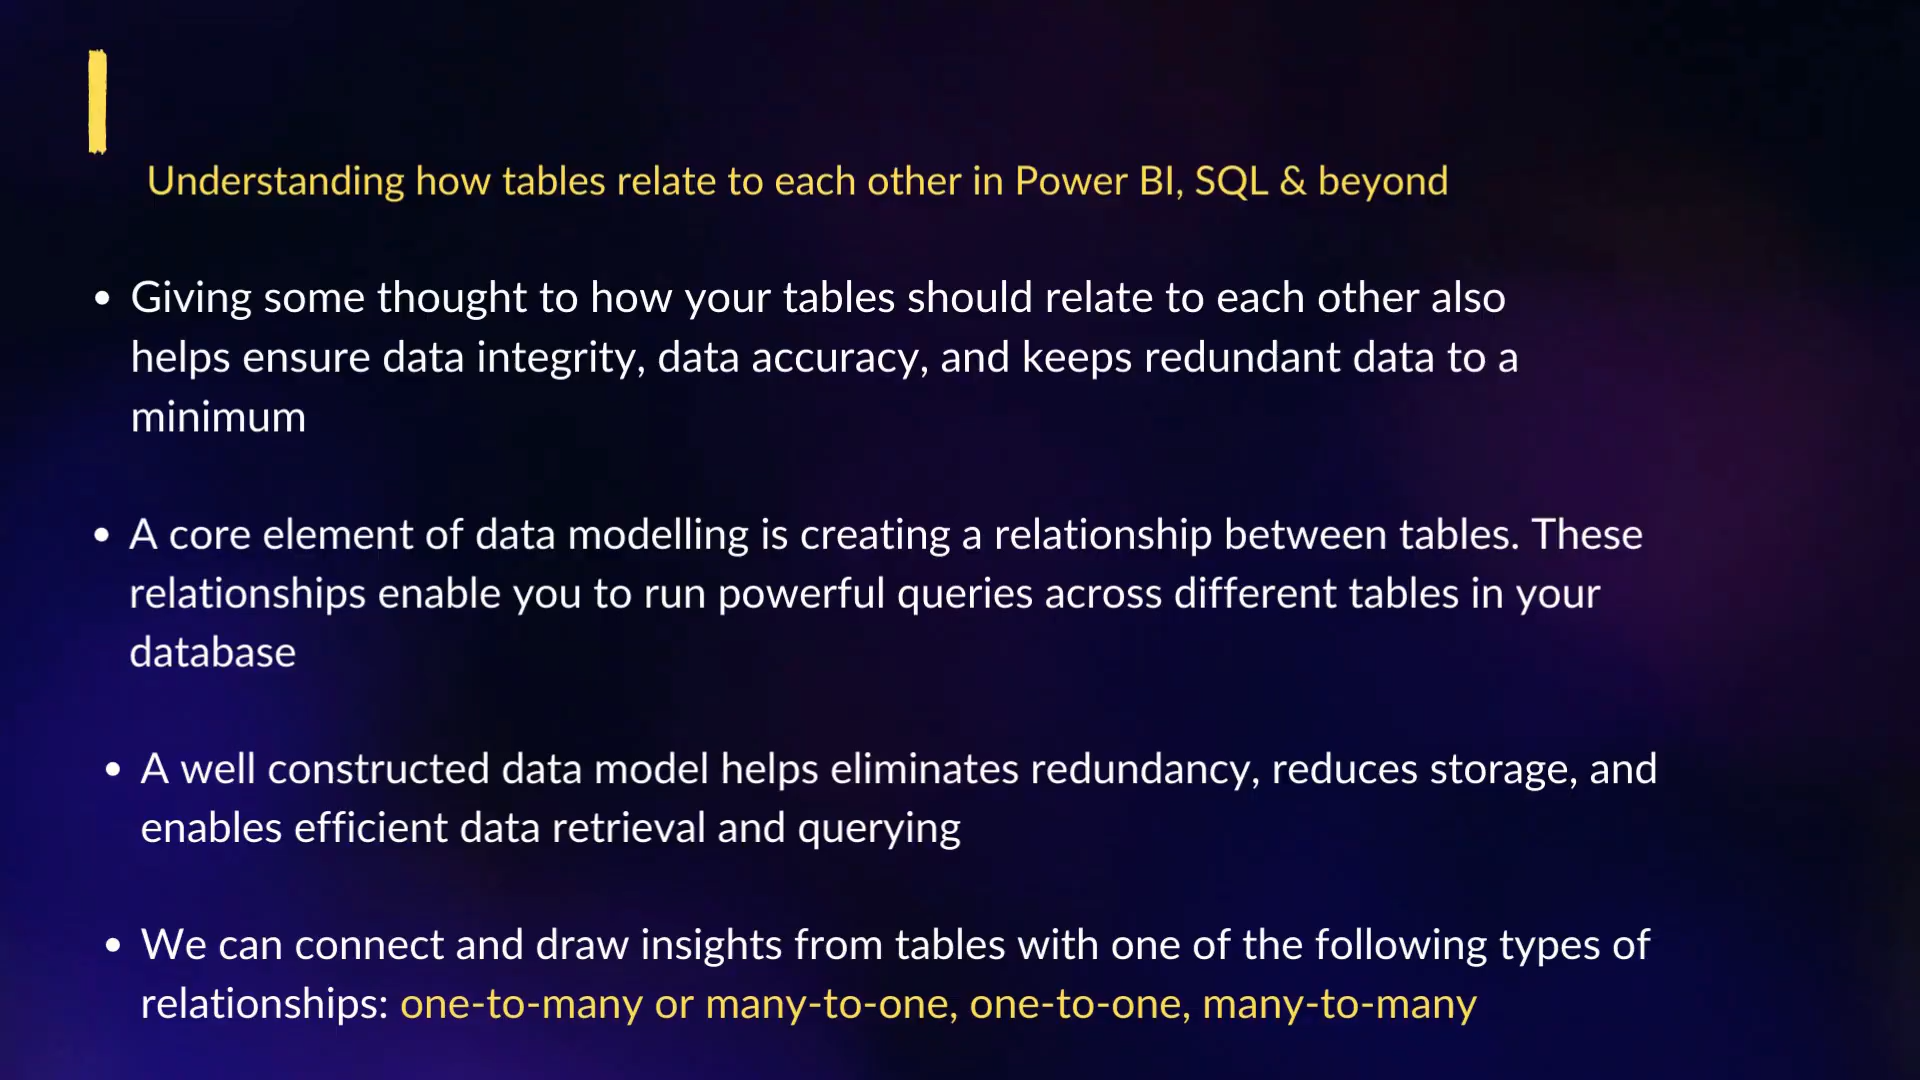 Understanding how tables relate to each other in Power BI, SQL & beyond
• Giving some thought to how your tables should relate to each other also
helps ensure data integrity, data accuracy, and keeps redundant data to a
minimum
• A core element of data modelling is creating a relationship between tables. These
relationships enable you to run powerful queries across different tables in your
database
• A well constructed data model helps eliminates redundancy, reduces storage, and
enables efficient data retrieval and querying
• We can connect and draw insights from tables with one of the following types of
relationships: one-to-many or many-to-one, one-to-one, many-to-many